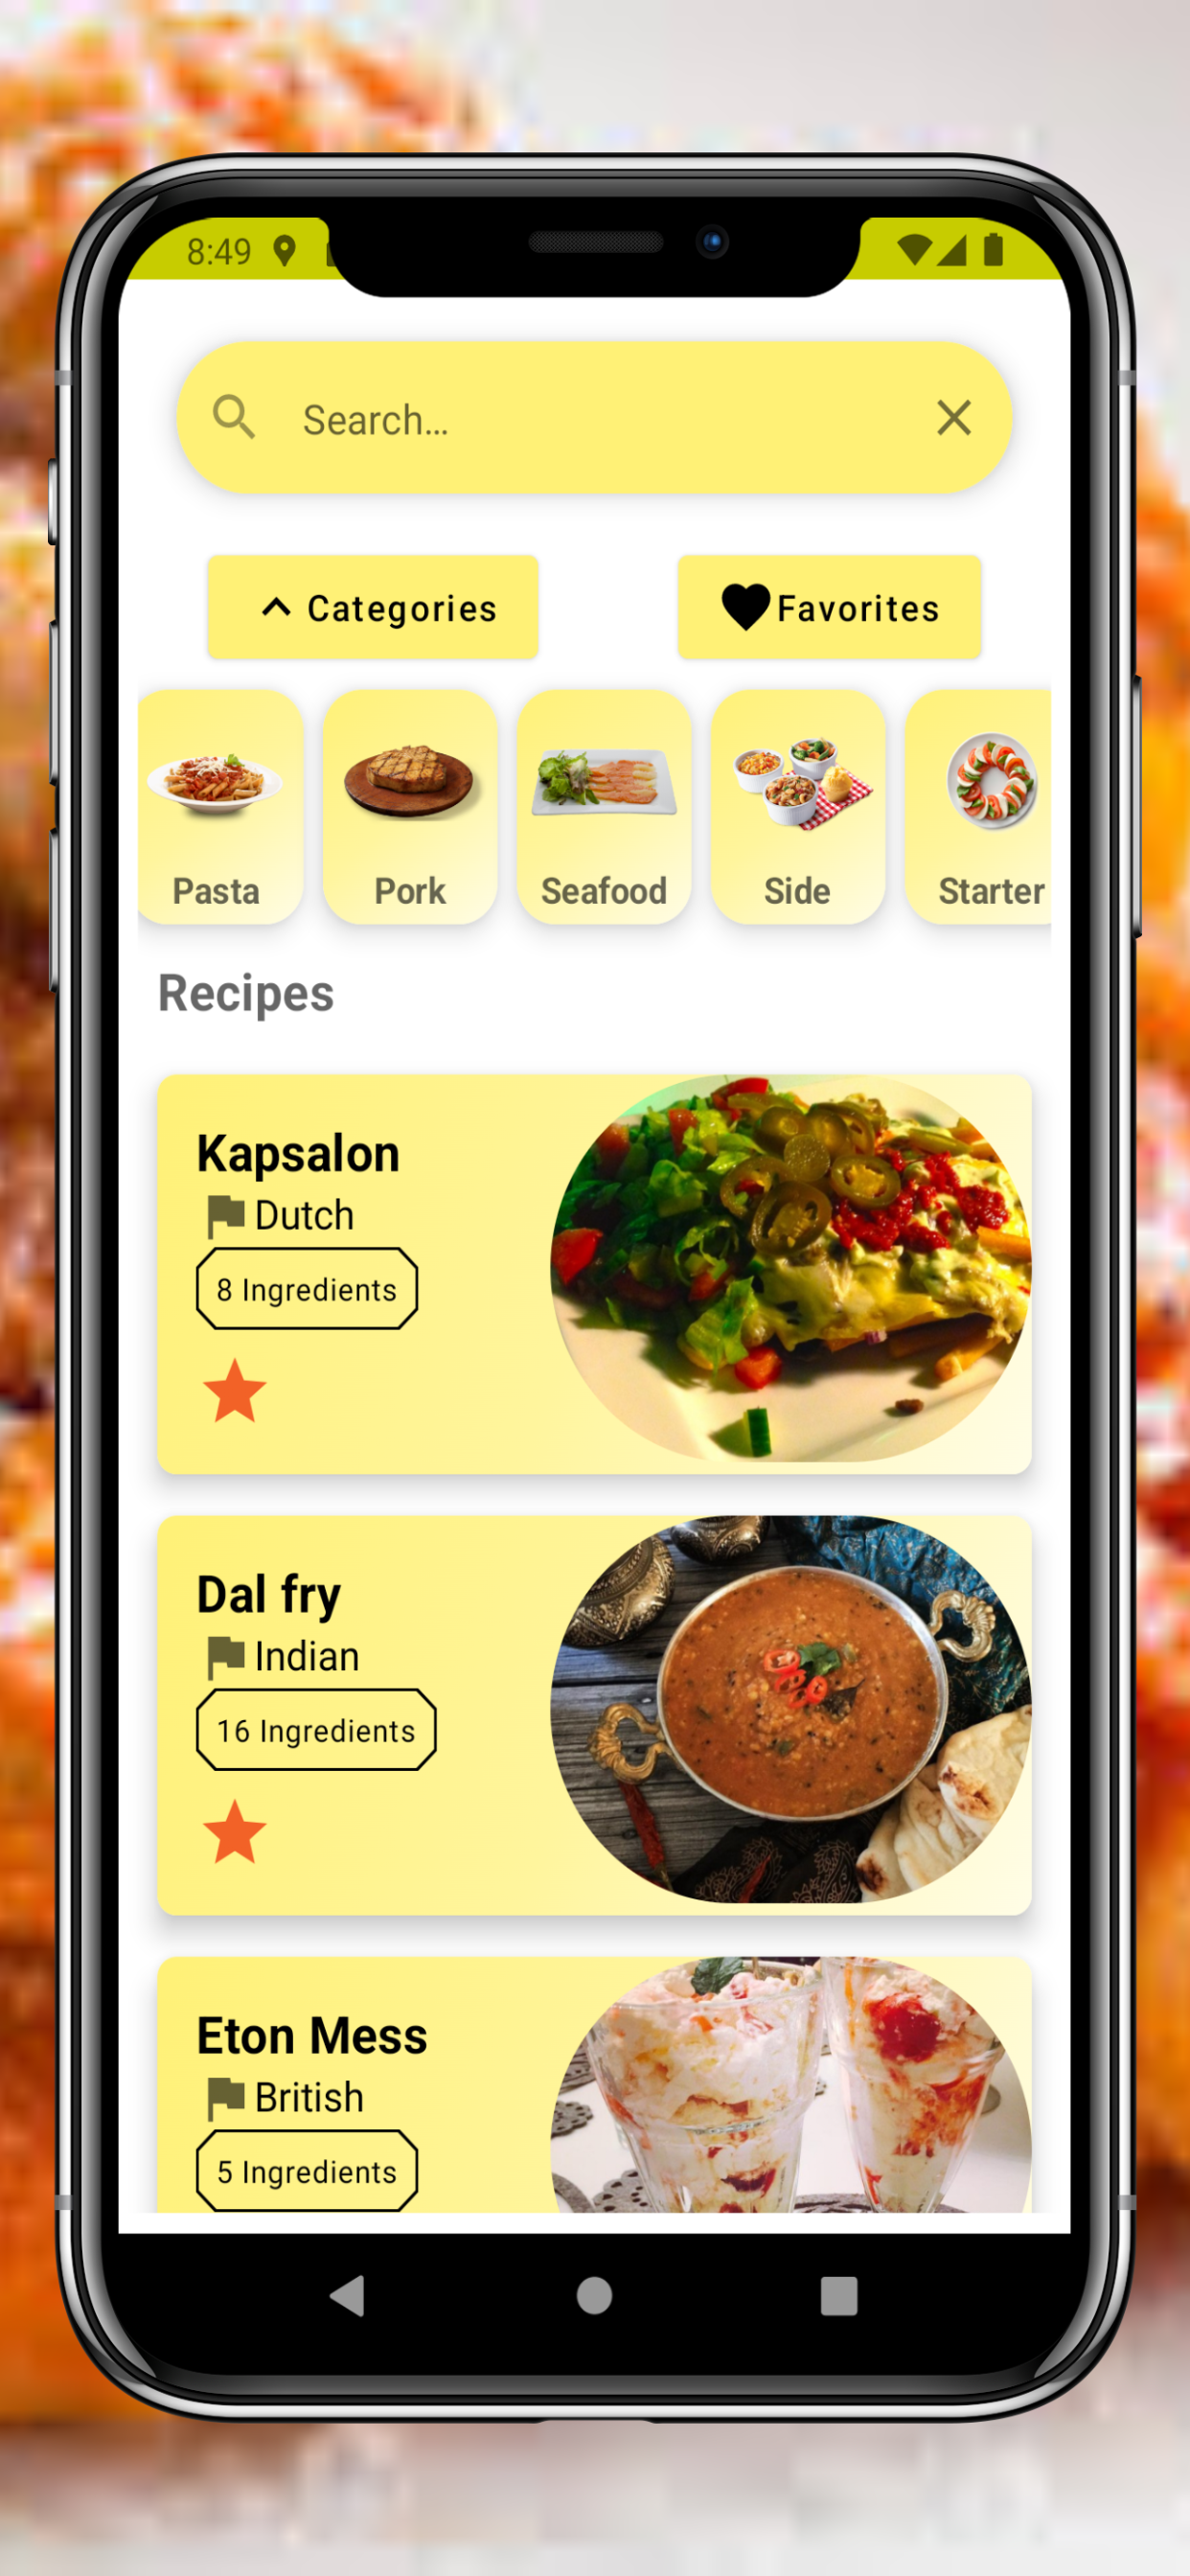 8:49
Search...
Categories
Favorites
Pasta
Pork
Seafood
Side
Starter
Recipes
Kapsalon
Dutch
8 Ingredients
Dal fry
Indian
16 Ingredients
Eton Mess
British
5 Ingredients